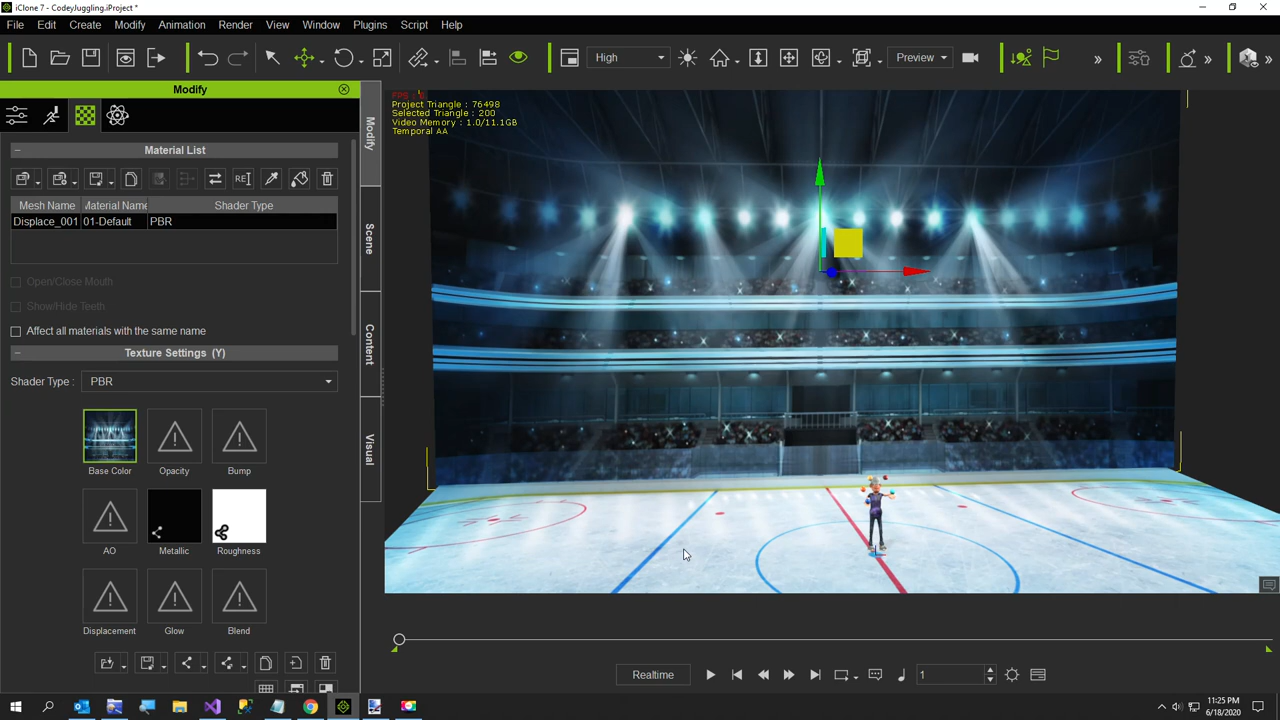 iClone 7 - CodeyJuggling.iProject *
File Edit Create Modify Animation Render View Window Plugins Script Help
High Preview
Modify
FPS : 0
Project Triangle : 76498
Selected Triangle : 200
Video Memory : 1.0/11.1GB
Temporal AA
Modify
Scene
Content
Visual
Material List
Mesh Name Material Name Shader Type
Displace_001 01-Default PBR
Open/Close Mouth
Show/Hide Teeth
Affect all materials with the same name
Texture Settings (Y)
Shader Type : PBR
Base Color Opacity Bump
AO Metallic Roughness
Displacement Glow Blend
Realtime 1
11:25 PM
6/18/2020